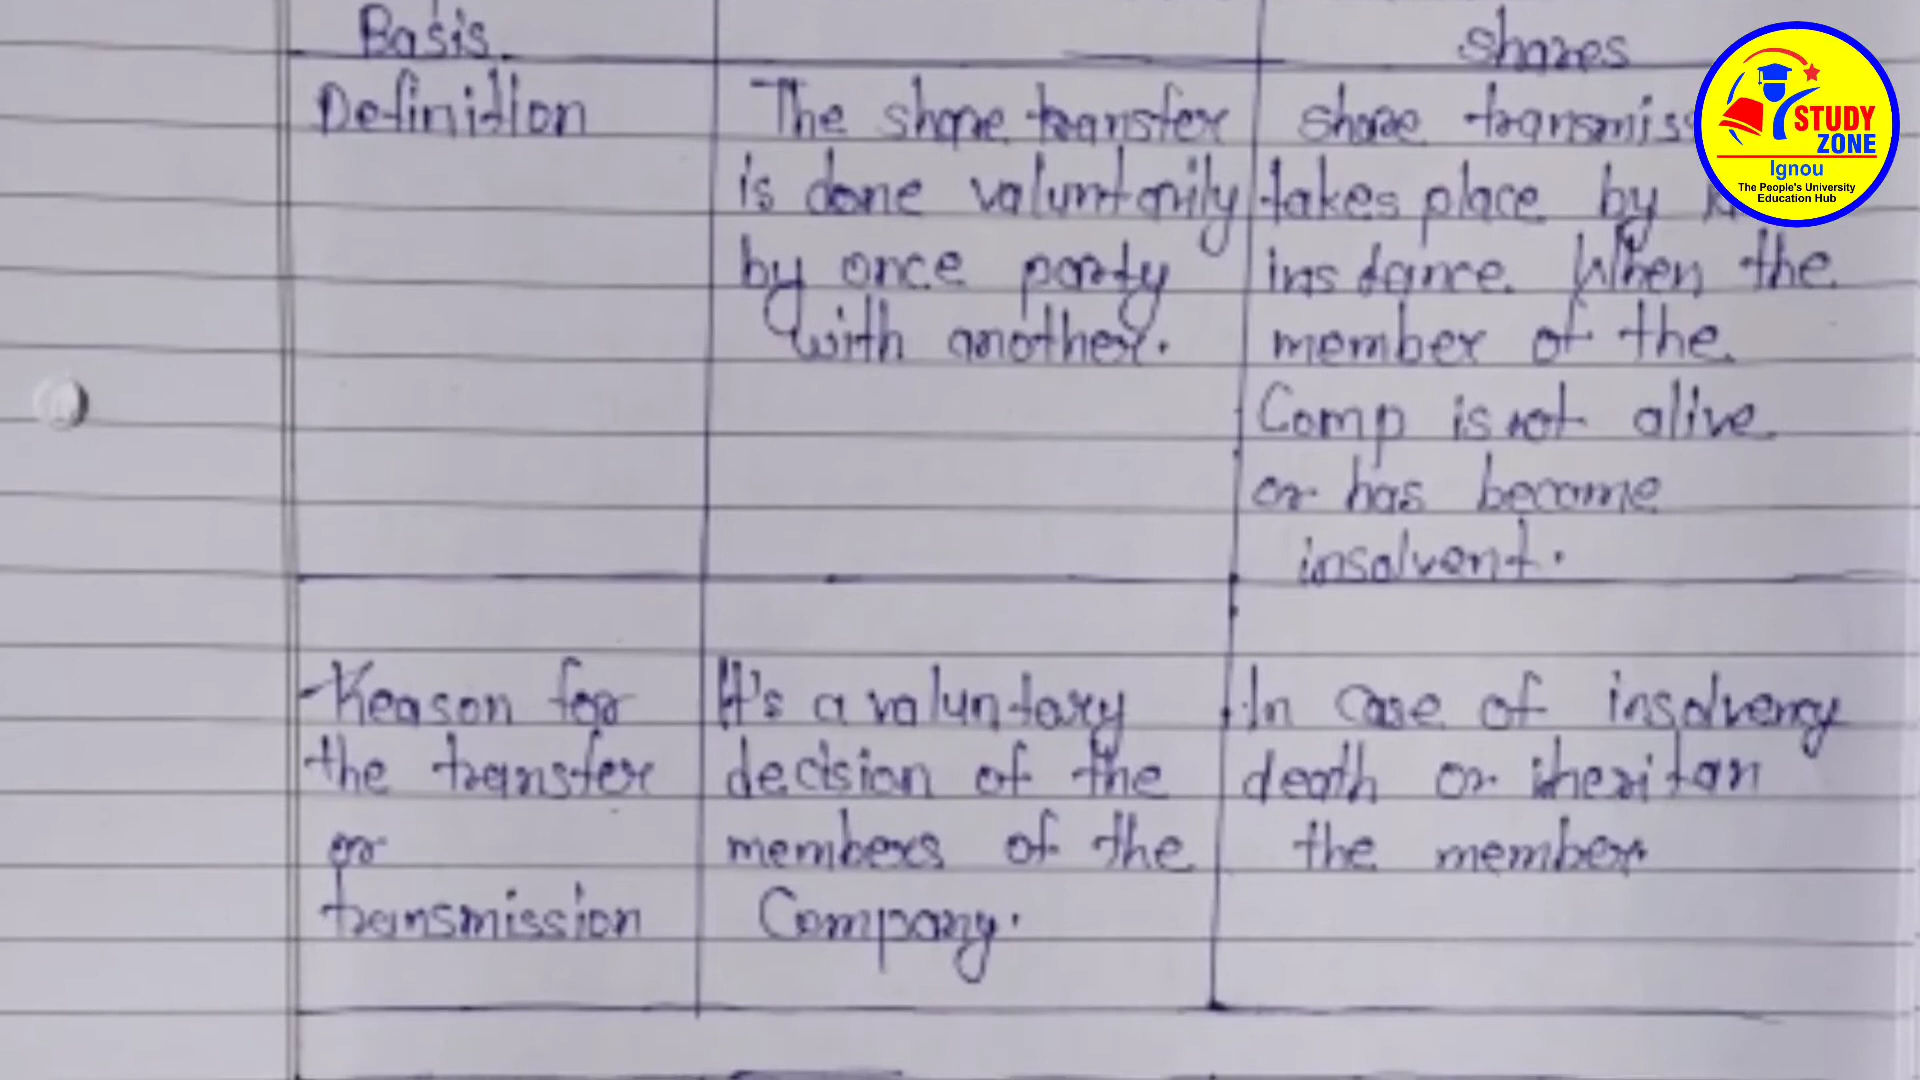 Basis
shares
Definition
The share transfer
is done valuntarily
by once party
with another.
share transmiss
takes place by
instance. When the
member of the
Comp is not alive
or has become
insolvent.
Reason for
the transfer
or
transmission
It's a voluntary
decision of the
members of the
Company.
In case of insolvency
death or iheritan
the member
STUDY
ZONE
Ignou
The People's University
Education Hub